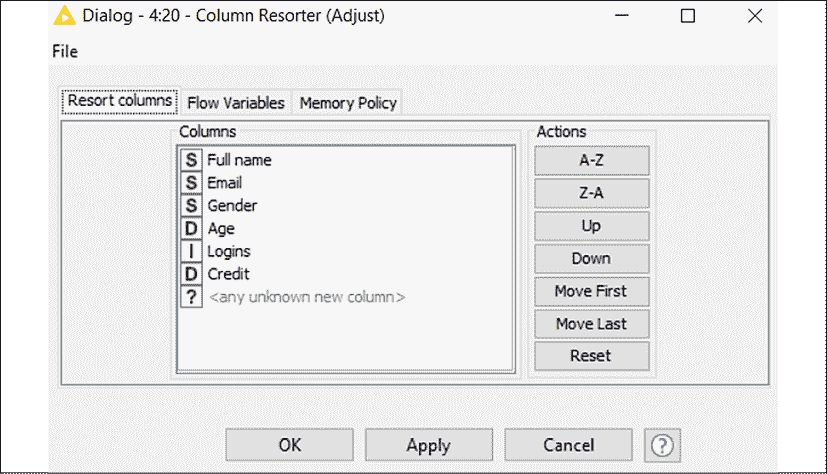 Dialog - 4:20 - Column Resorter (Adjust)
File
Resort columns Flow Variables Memory Policy
Columns
S Full name
S Email
S Gender
D Age
I Logins
D Credit
? <any unknown new column>
Actions
A-Z
Z-A
Up
Down
Move First
Move Last
Reset
OK Apply Cancel ?